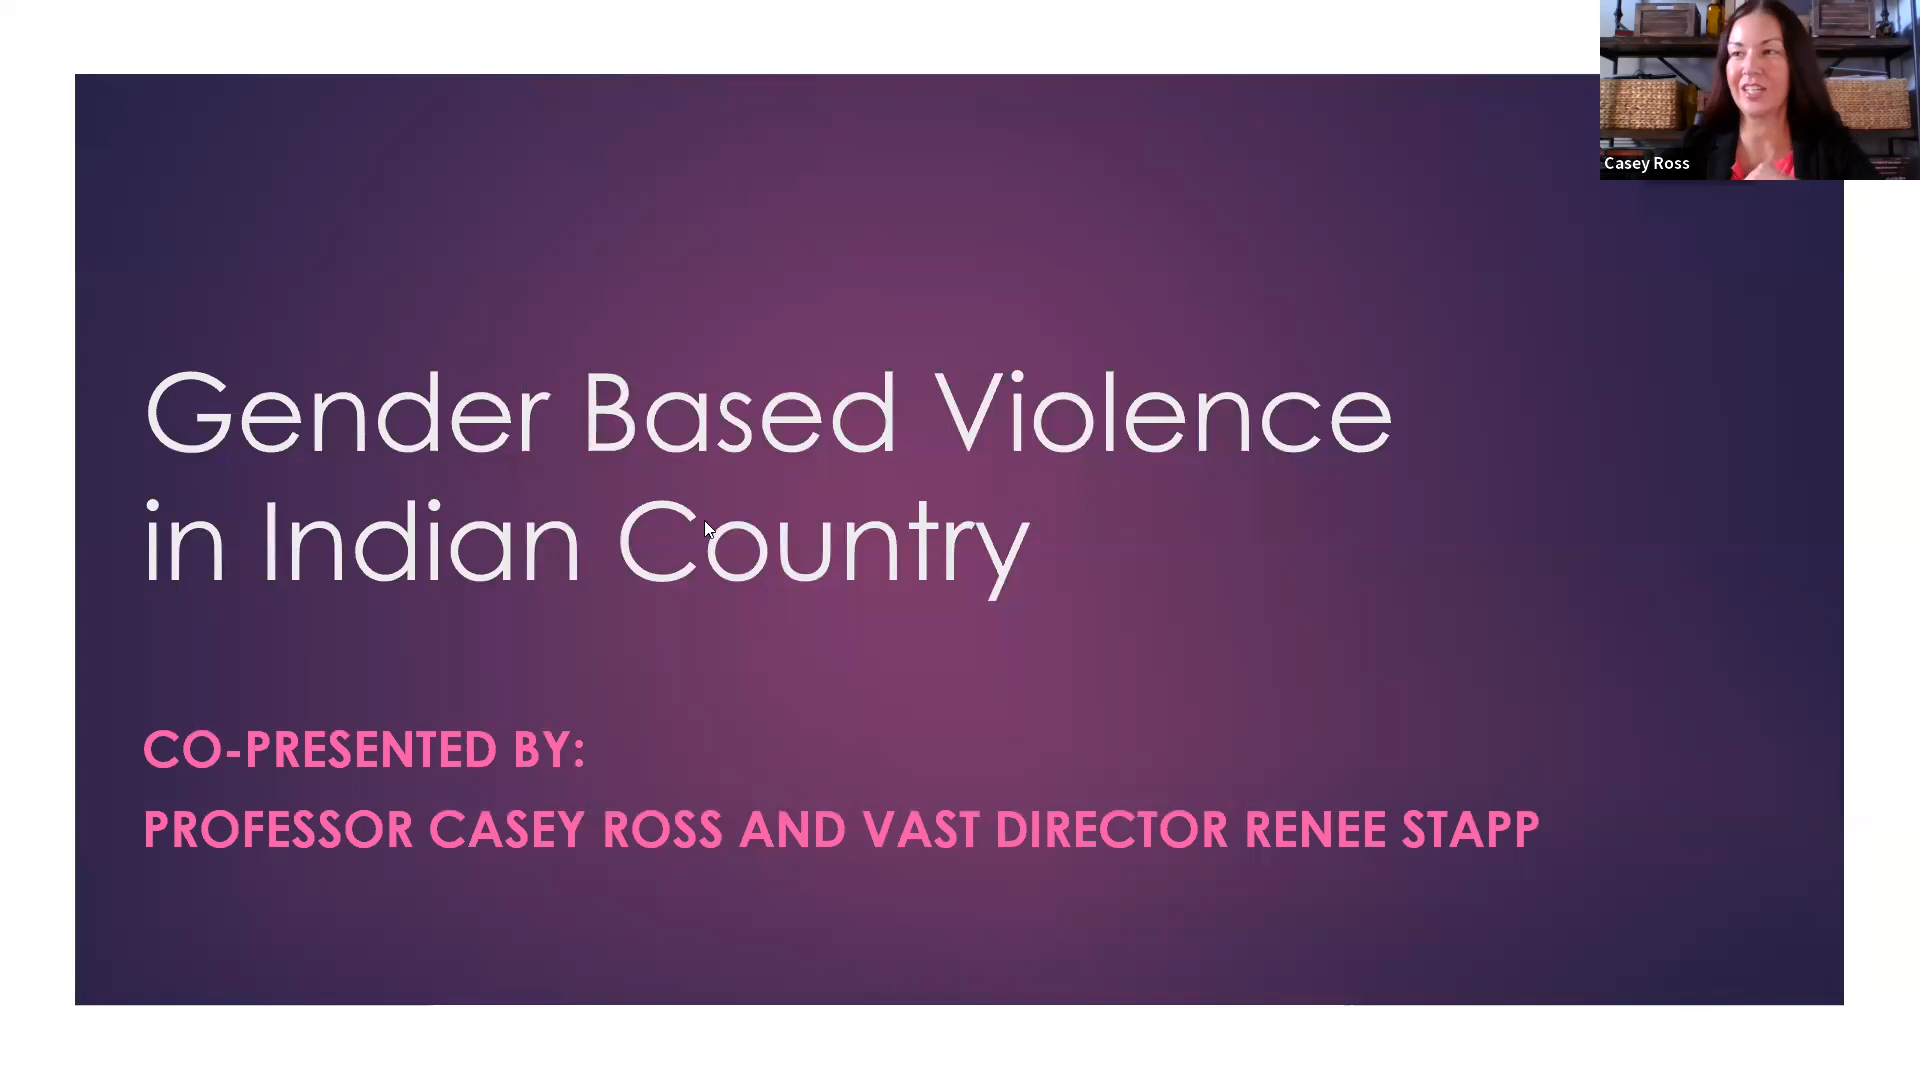 Casey Ross
Gender Based Violence
in Indian Country
CO-PRESENTED BY:
PROFESSOR CASEY ROSS AND VAST DIRECTOR RENEE STAPP